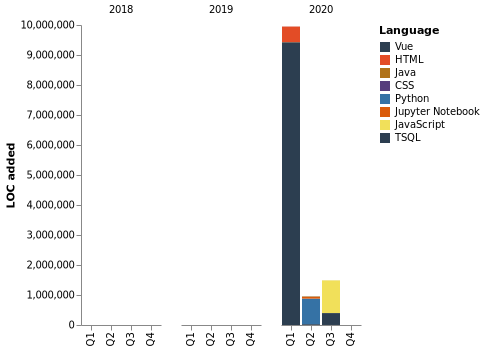 2018 2019 2020
10,000,000
9,000,000
8,000,000
7,000,000
6,000,000
5,000,000
4,000,000
3,000,000
2,000,000
1,000,000
0
LOC added
Q1 Q2 Q3 Q4 Q1 Q2 Q3 Q4 Q1 Q2 Q3 Q4
Language
Vue
HTML
Java
CSS
Python
Jupyter Notebook
JavaScript
TSQL